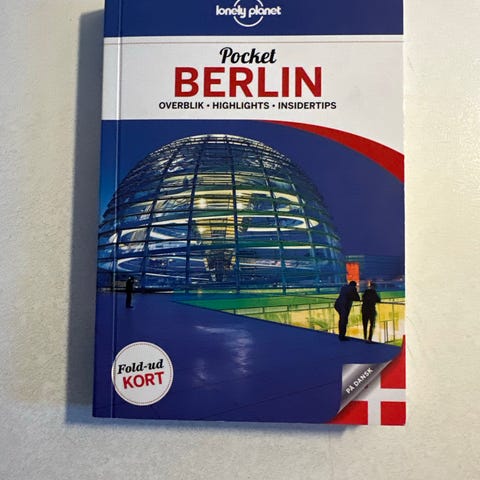 lonely planet
Pocket
BERLIN
OVERBLIK • HIGHLIGHTS • INSIDERTIPS
Fold-ud
KORT
PÅ DANSK